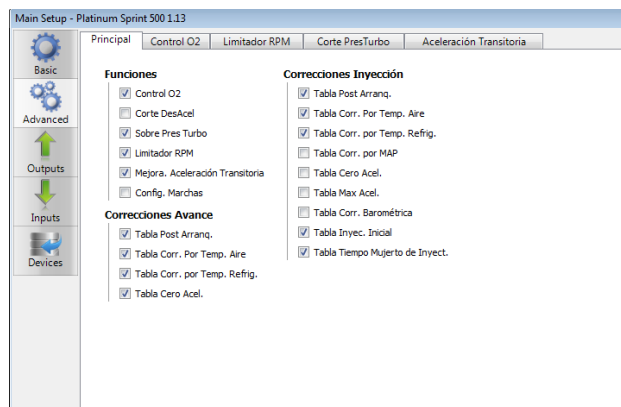 Main Setup - Platinum Sprint 500 1.13
Principal
Control O2
Limitador RPM
Corte PresTurbo
Aceleración Transitoria
Basic
Advanced
Outputs
Inputs
Devices
Funciones
Control O2
Corte DesAcel
Sobre Pres Turbo
Limitador RPM
Mejora. Aceleración Transitoria
Config. Marchas
Correcciones Avance
Tabla Post Arranq.
Tabla Corr. Por Temp. Aire
Tabla Corr. por Temp. Refrig.
Tabla Cero Acel.
Correcciones Inyección
Tabla Post Arranq.
Tabla Corr. Por Temp. Aire
Tabla Corr. por Temp. Refrig.
Tabla Corr. por MAP
Tabla Cero Acel.
Tabla Max Acel.
Tabla Corr. Barométrica
Tabla Inyec. Inicial
Tabla Tiempo Mujerto de Inyect.